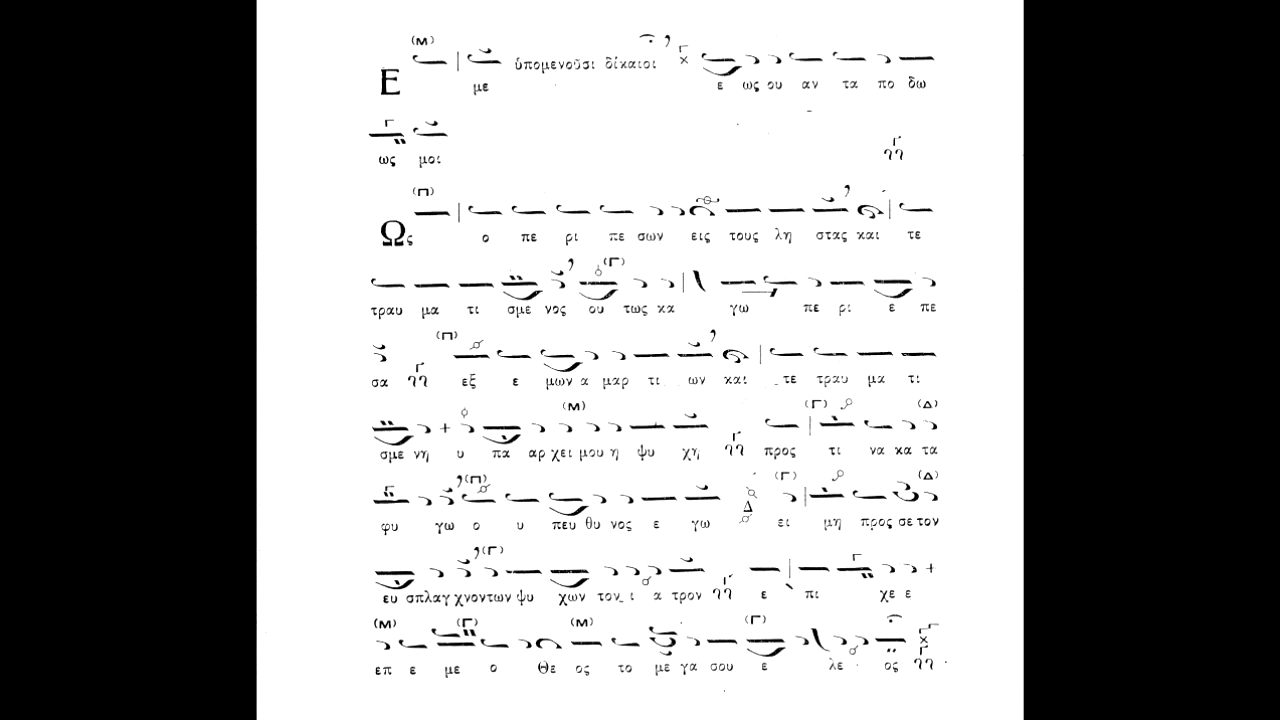 (Μ)
Ε με ὑπομενοῦσι δίκαιοι ε ως ου αν τα πο δω
ως μοι
(Π)
Ως ο πε ρι πε σων εις τους λη στας και τε
(Γ)
τραυ μα τι σμε νος ου τως κα γω πε ρι ε πε
(Π)
σα εξ ε μων α μαρ τι ων και τε τραυ μα τι
(Μ) (Γ) (Δ)
σμε νη υ πα αρ χει μου η ψυ χη προς τι να κα τα
(Π) (Γ) (Δ)
φυ γω ο υ πευ θυ νος ε γω Δ ει μη προς σε τον
(Γ)
ευ σπλαγ χνον των ψυ χων τον ι α τρον ε πι χε ε
(Μ) (Γ) (Μ) (Γ)
επ ε με ο Θε ος το με γα σου ε λε ος